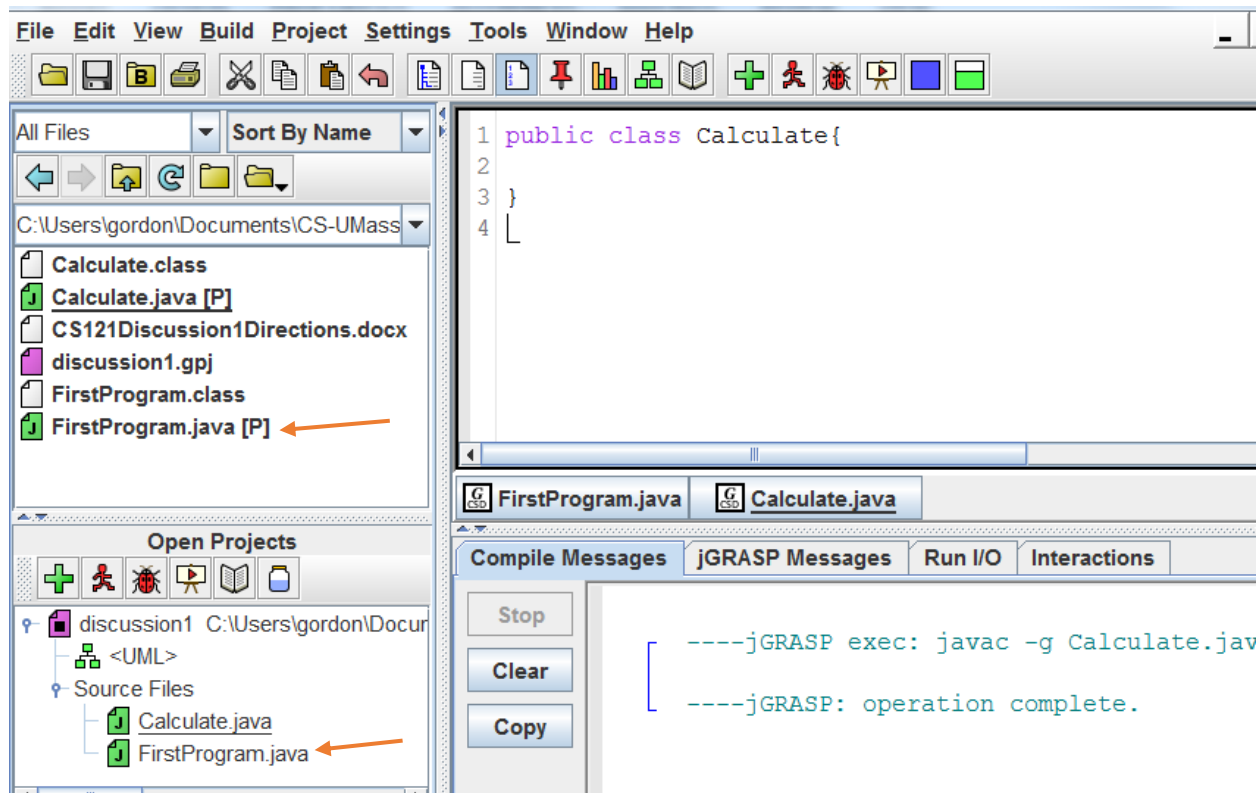 File Edit View Build Project Settings Tools Window Help
B
All Files Sort By Name
C:\Users\gordon\Documents\CS-UMass
Calculate.class
Calculate.java [P]
CS121Discussion1Directions.docx
discussion1.gpj
FirstProgram.class
FirstProgram.java [P]
1 public class Calculate{
2
3 }
4
FirstProgram.java Calculate.java
Open Projects
discussion1 C:\Users\gordon\Docur
<UML>
Source Files
Calculate.java
FirstProgram.java
Compile Messages jGRASP Messages Run I/O Interactions
Stop
Clear
Copy
----jGRASP exec: javac -g Calculate.jav
----jGRASP: operation complete.